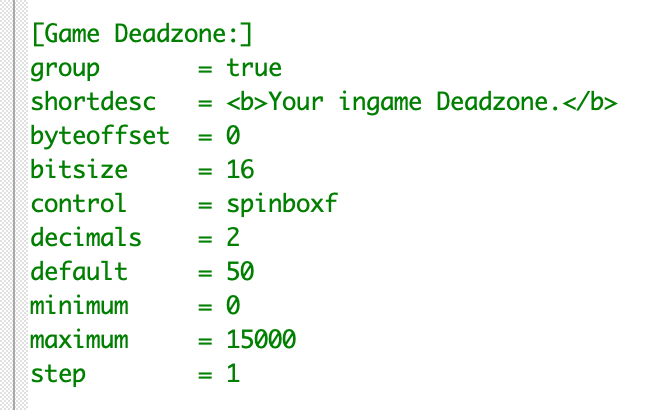 [Game Deadzone:]
group       = true
shortdesc   = <b>Your ingame Deadzone.</b>
byteoffset  = 0
bitsize     = 16
control     = spinboxf
decimals    = 2
default     = 50
minimum     = 0
maximum     = 15000
step        = 1